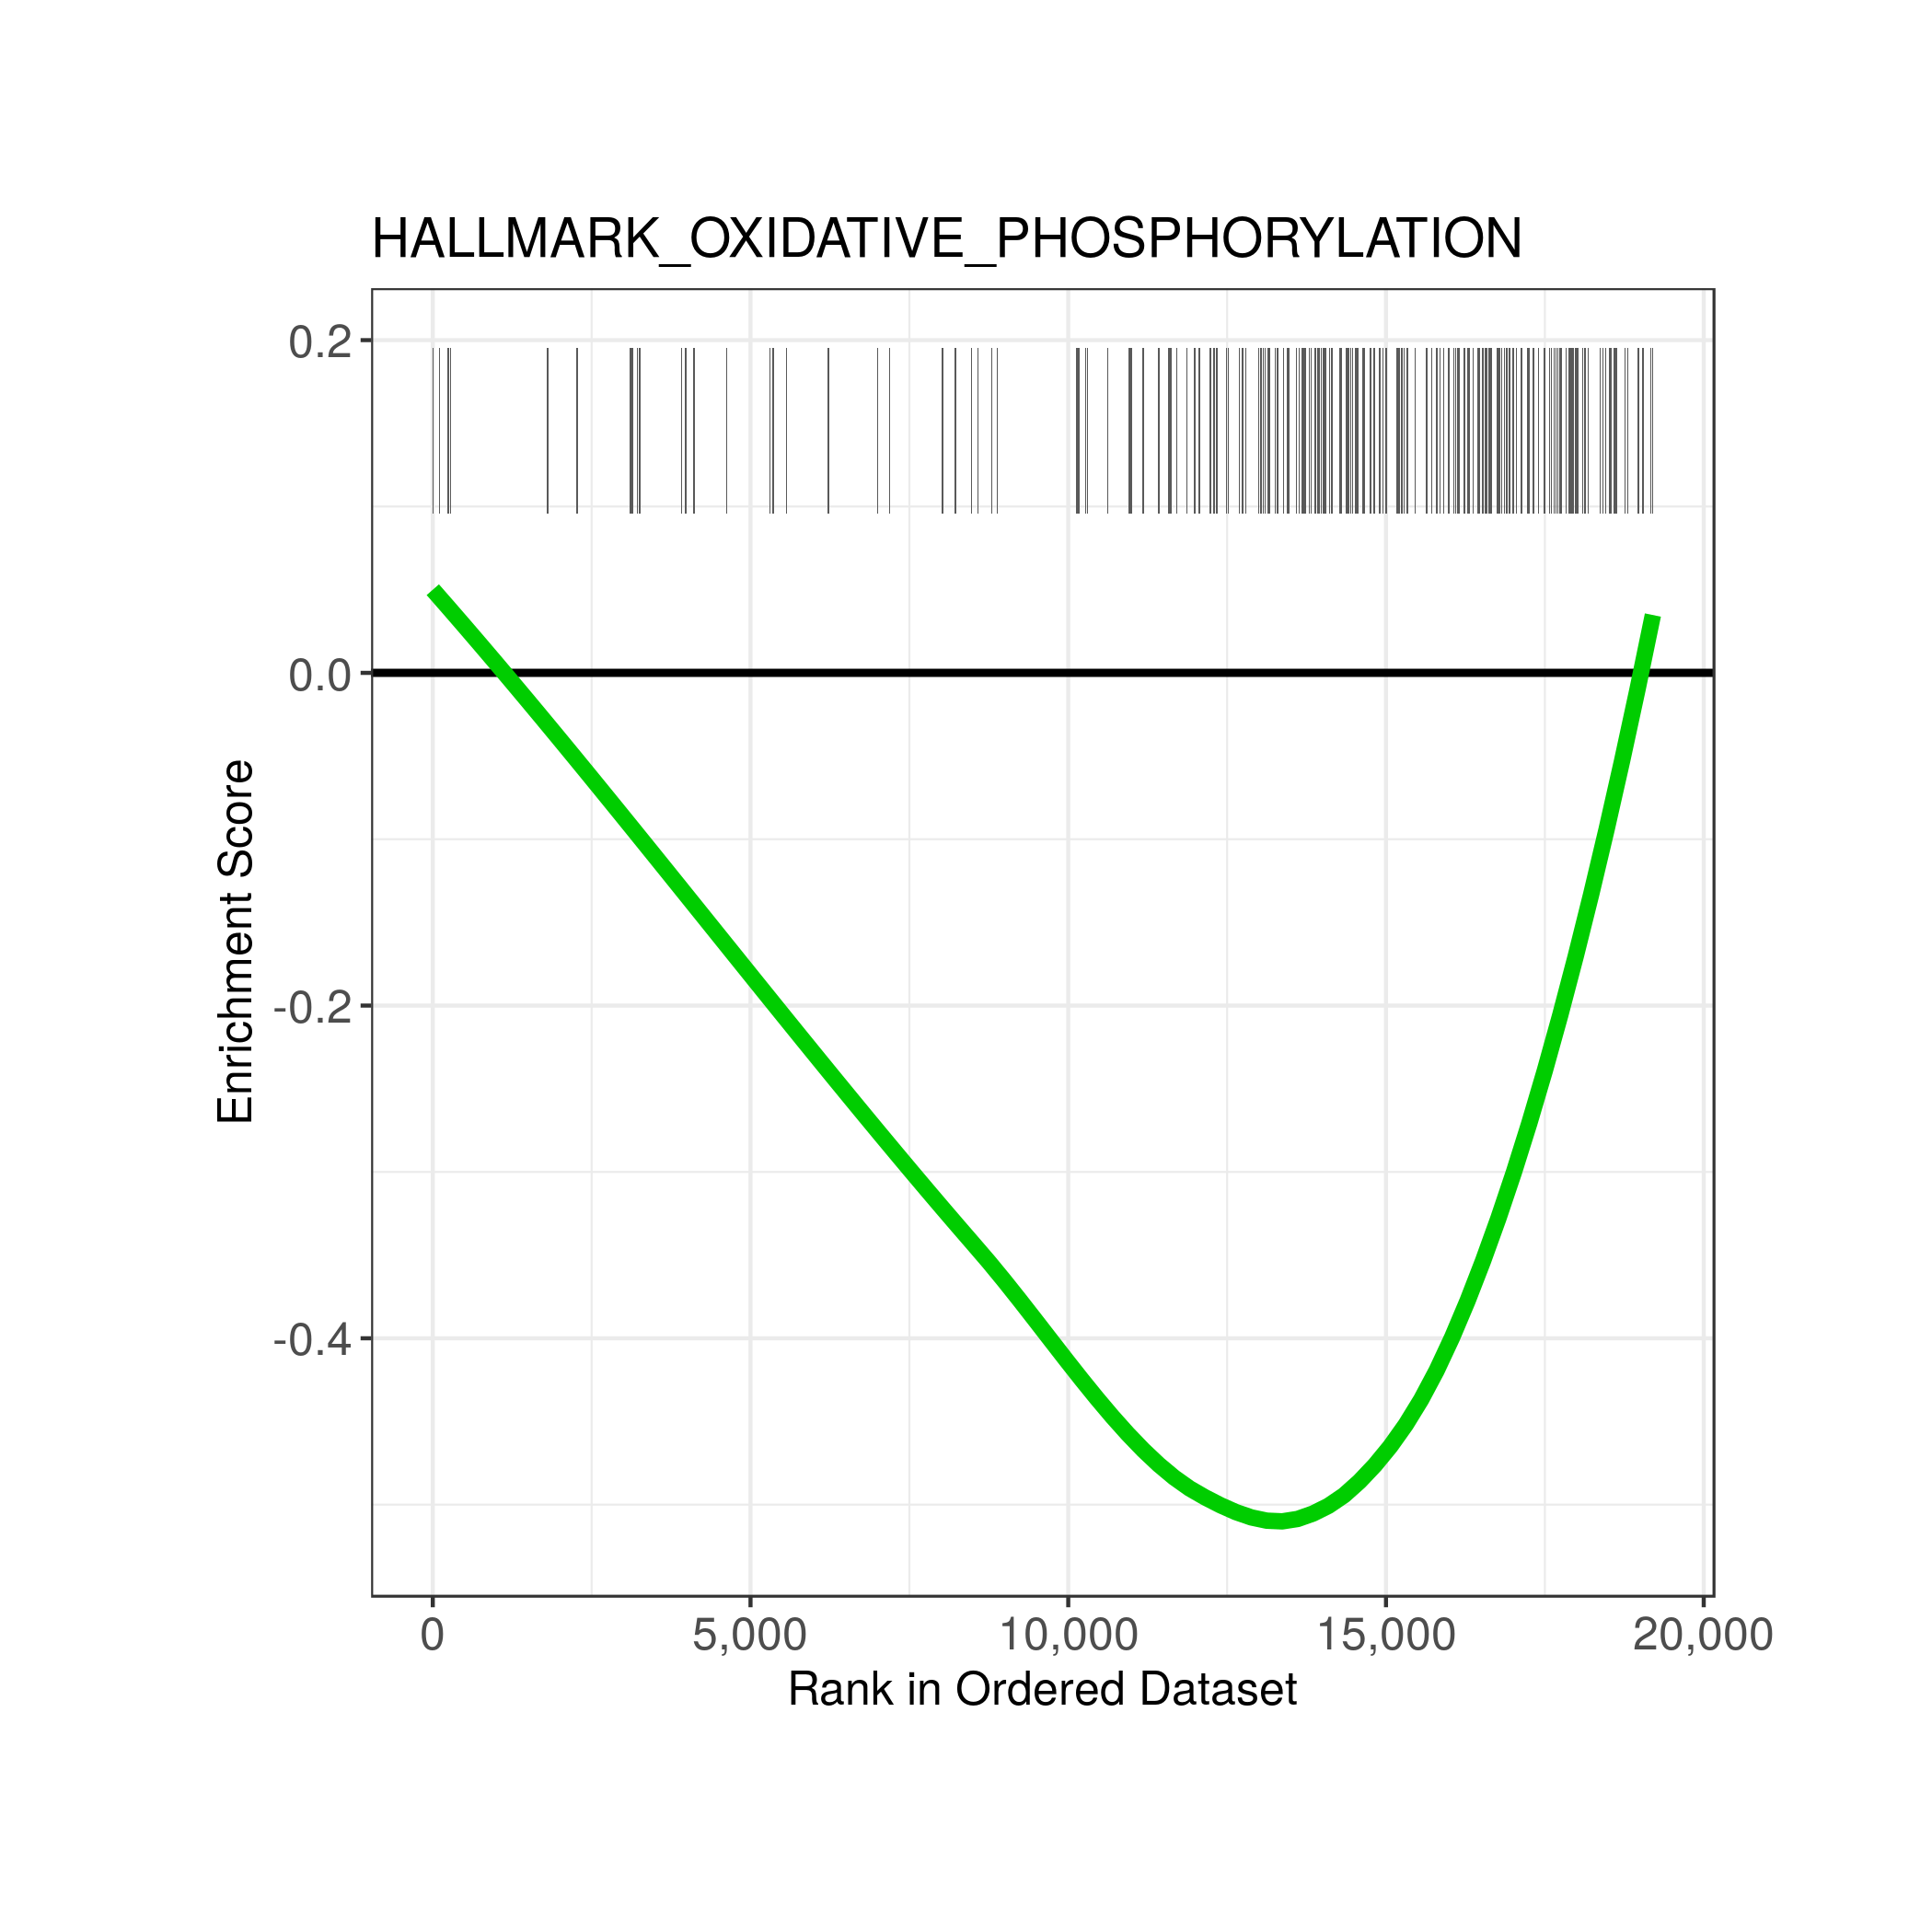 HALLMARK_OXIDATIVE_PHOSPHORYLATION
0.2
0.0
-0.2
-0.4
Enrichment Score
0 5,000 10,000 15,000 20,000
Rank in Ordered Dataset